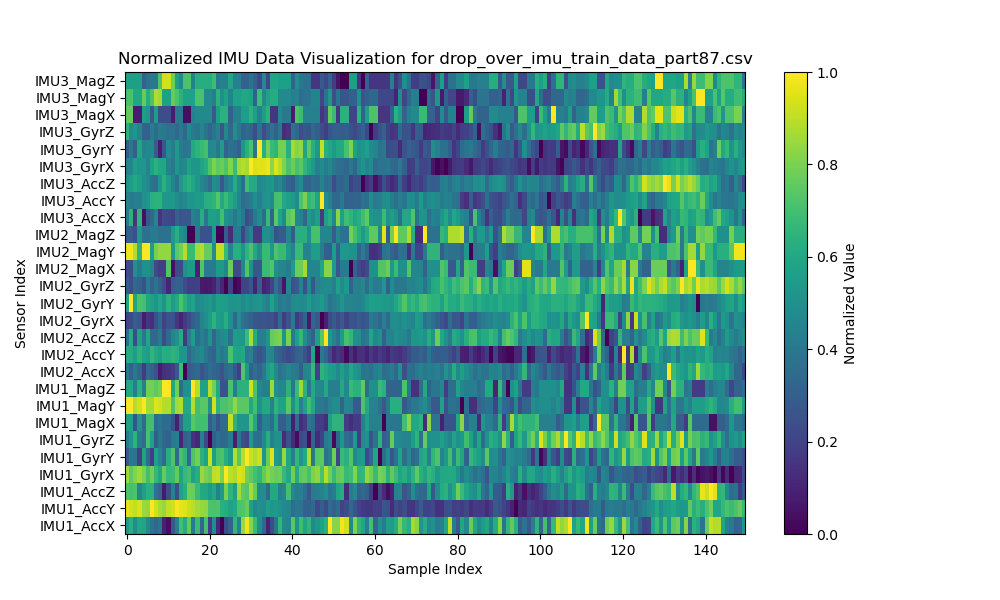 Normalized IMU Data Visualization for drop_over_imu_train_data_part87.csv
IMU3_MagZ
IMU3_MagY
IMU3_MagX
IMU3_GyrZ
IMU3_GyrY
IMU3_GyrX
IMU3_AccZ
IMU3_AccY
IMU3_AccX
IMU2_MagZ
IMU2_MagY
IMU2_MagX
IMU2_GyrZ
IMU2_GyrY
IMU2_GyrX
IMU2_AccZ
IMU2_AccY
IMU2_AccX
IMU1_MagZ
IMU1_MagY
IMU1_MagX
IMU1_GyrZ
IMU1_GyrY
IMU1_GyrX
IMU1_AccZ
IMU1_AccY
IMU1_AccX
Sensor Index
0 20 40 60 80 100 120 140
Sample Index
1.0
0.8
0.6
0.4
0.2
0.0
Normalized Value